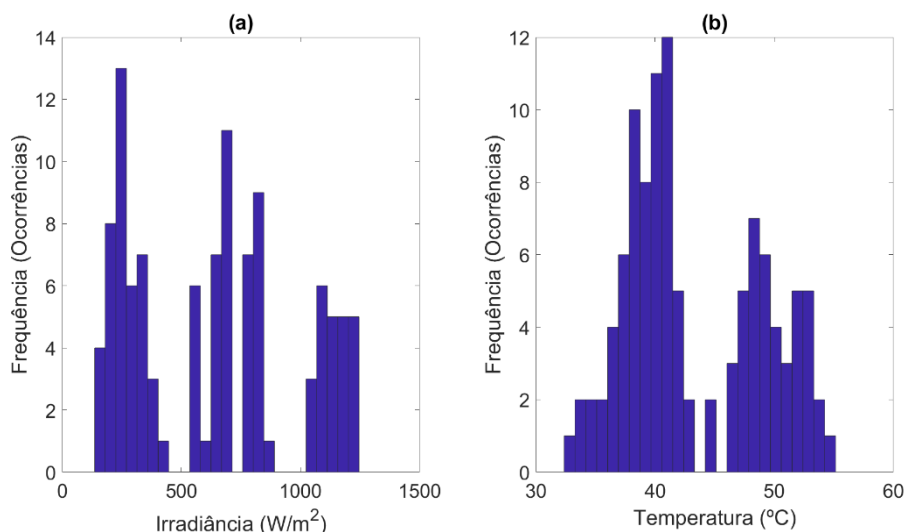 (a)
14
12
10
8
6
4
2
0
Frequência (Ocorrências)
0 500 1000 1500
Irradiância (W/m²)
(b)
12
10
8
6
4
2
0
Frequência (Ocorrências)
30 40 50 60
Temperatura (ºC)